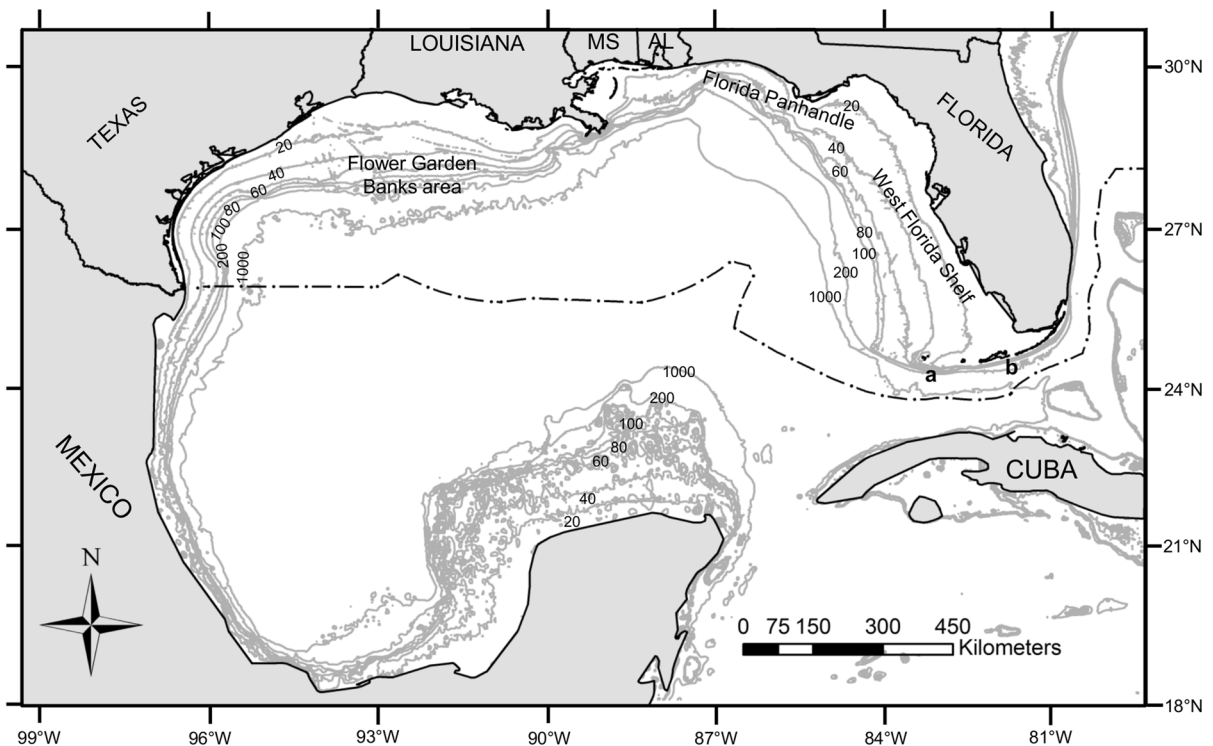 LOUISIANA
MS
AL
30°N
TEXAS
Florida Panhandle
20
FLORIDA
20
Flower Garden
Banks area
40
60
80
100
200
1000
40
60
West Florida Shelf
80
100
200
1000
27°N
a
b
24°N
1000
200
100
80
60
40
20
MEXICO
CUBA
21°N
N
0 75 150 300 450
Kilometers
18°N
99°W
96°W
93°W
90°W
87°W
84°W
81°W